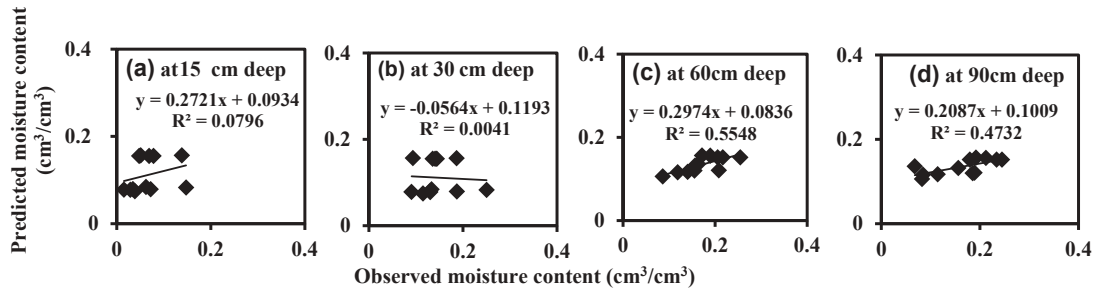 Predicted moisture content
(cm³/cm³)
0.4
0.2
0
(a) at15 cm deep
y = 0.2721x + 0.0934
R² = 0.0796
0 0.2 0.4
0.4
0.2
0
(b) at 30 cm deep
y = -0.0564x + 0.1193
R² = 0.0041
0 0.2 0.4
0.4
0.2
0
(c) at 60cm deep
y = 0.2974x + 0.0836
R² = 0.5548
0 0.2 0.4
0.4
0.2
0
(d) at 90cm deep
y = 0.2087x + 0.1009
R² = 0.4732
0 0.2 0.4
Observed moisture content (cm³/cm³)